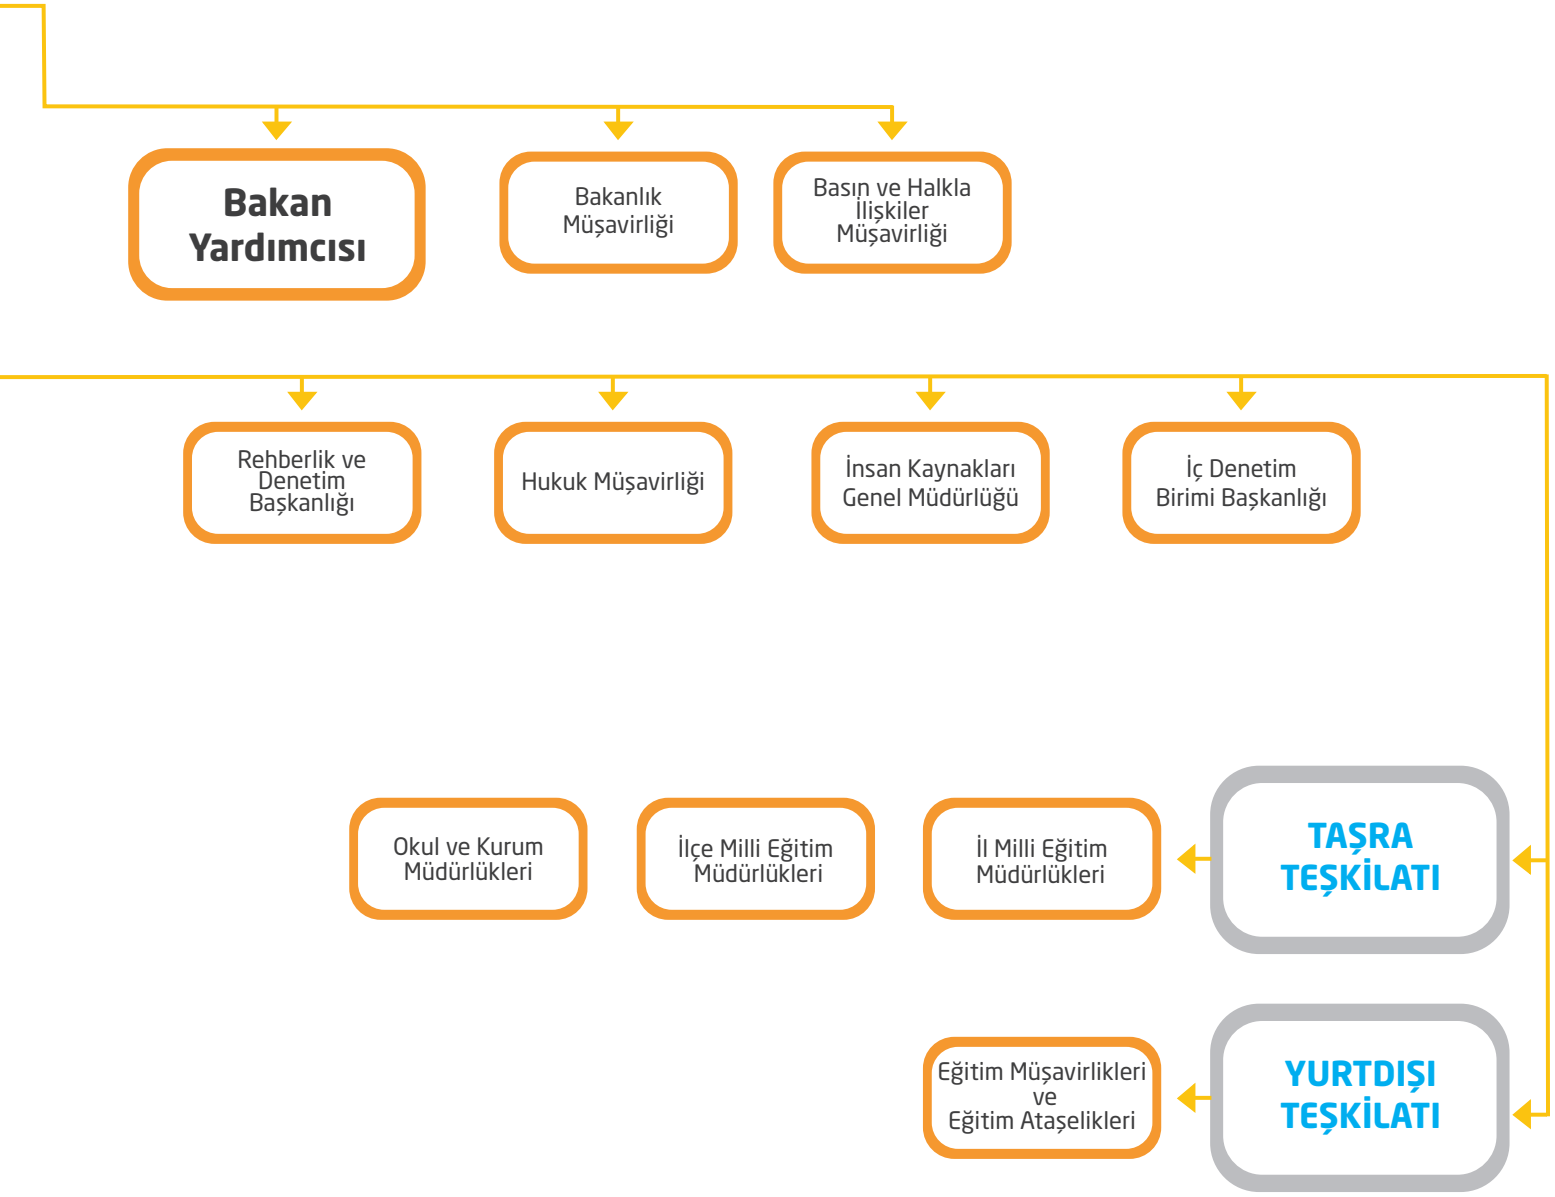 Bakan
Yardımcısı
Bakanlık
Müşavirliği
Basın ve Halkla
İlişkiler
Müşavirliği
Rehberlik ve
Denetim
Başkanlığı
Hukuk Müşavirliği
İnsan Kaynakları
Genel Müdürlüğü
İç Denetim
Birimi Başkanlığı
Okul ve Kurum
Müdürlükleri
İlçe Milli Eğitim
Müdürlükleri
İl Milli Eğitim
Müdürlükleri
TAŞRA
TEŞKİLATI
Eğitim Müşavirlikleri
ve
Eğitim Ataşelikleri
YURTDIŞI
TEŞKİLATI